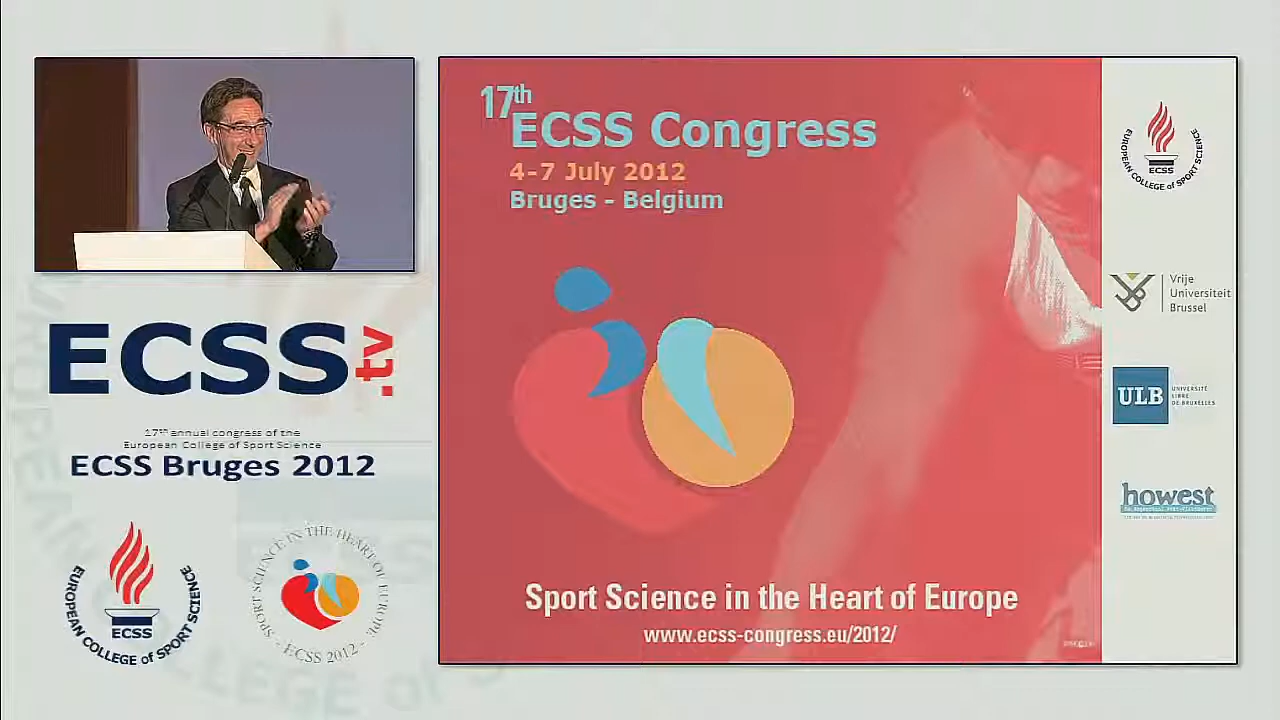 ECSS.tv
17th annual congress of the
European College of Sport Science
ECSS Bruges 2012
EUROPEAN COLLEGE of SPORT SCIENCE
ECSS
SPORT SCIENCE IN THE HEART OF EUROPE
- ECSS 2012 -
17th
ECSS Congress
4-7 July 2012
Bruges - Belgium
Sport Science in the Heart of Europe
www.ecss-congress.eu/2012/
EUROPEAN COLLEGE of SPORT SCIENCE
ECSS
Vrije
Universiteit
Brussel
ULB
UNIVERSITÉ
LIBRE
DE BRUXELLES
howest